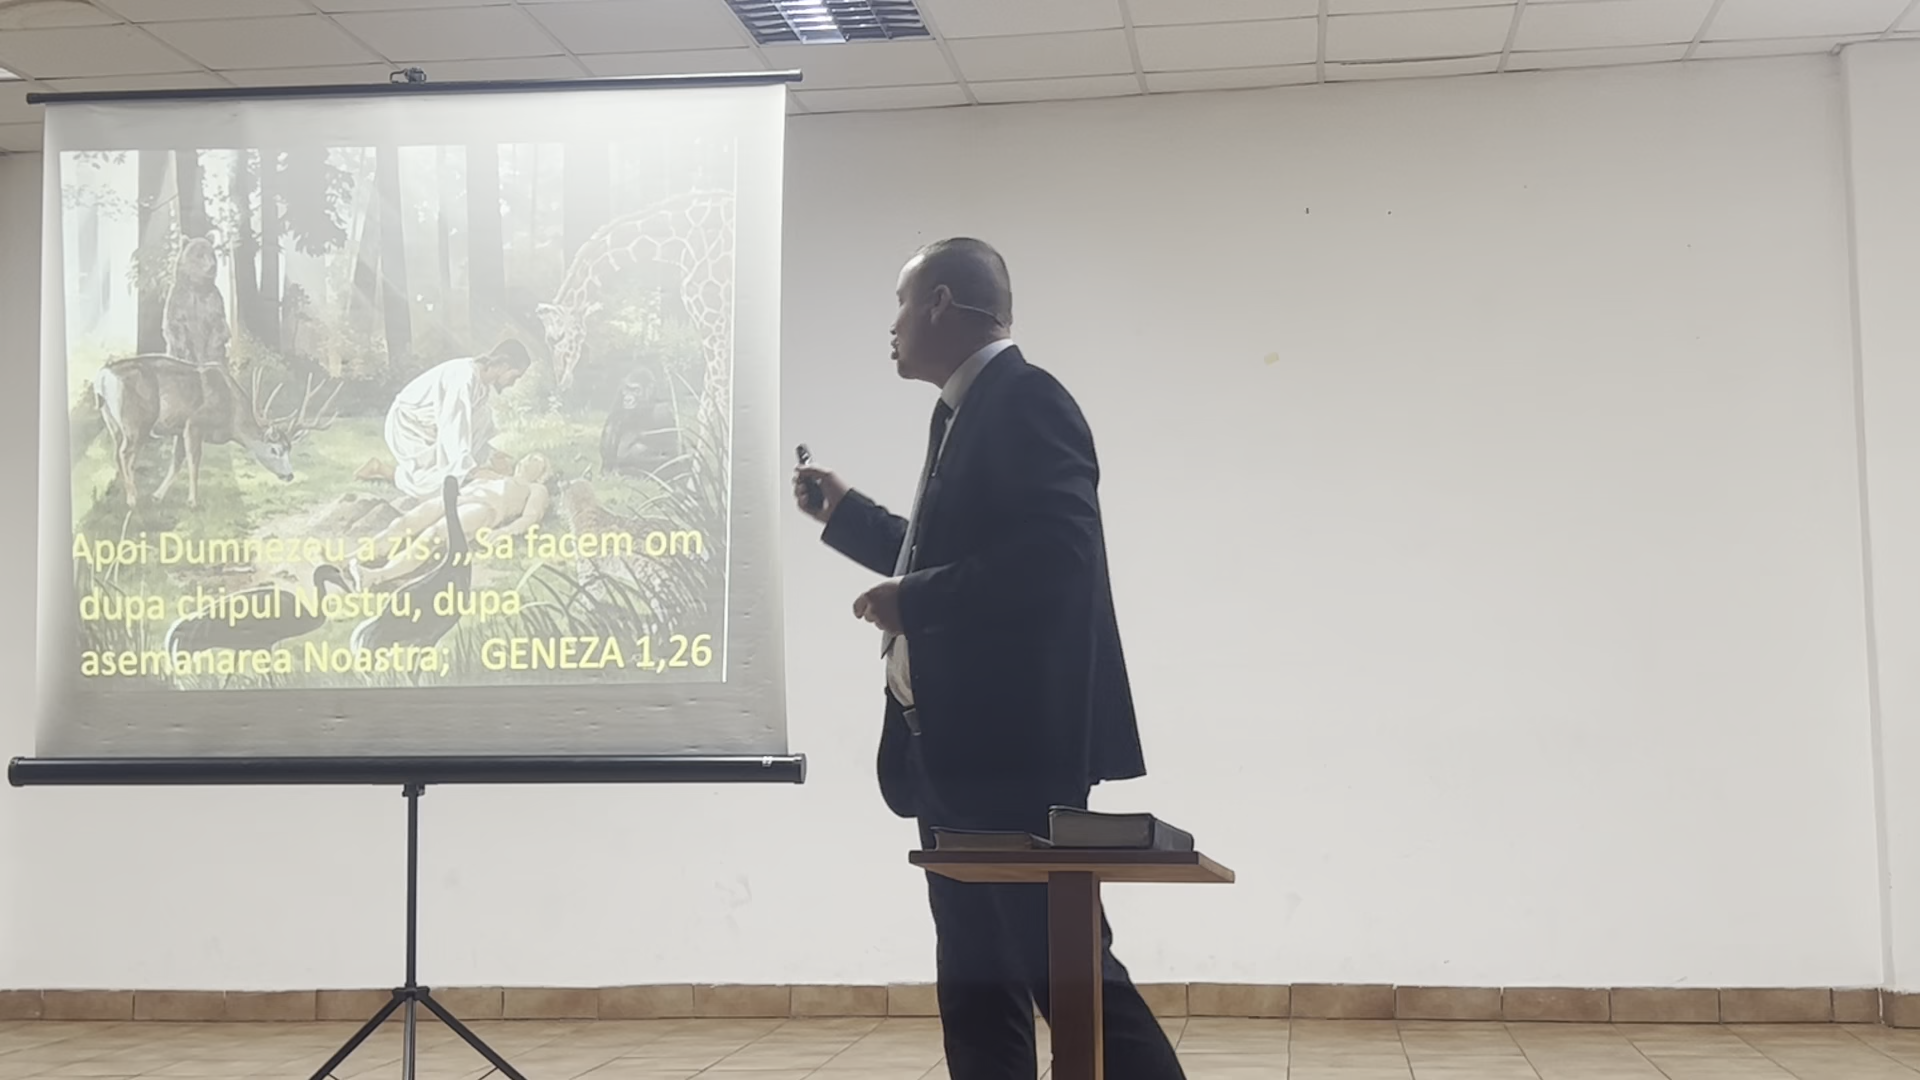 Apoi Dumnezeu a zis: ,,Sa facem om
dupa chipul Nostru, dupa
asemanarea Noastra; GENEZA 1,26